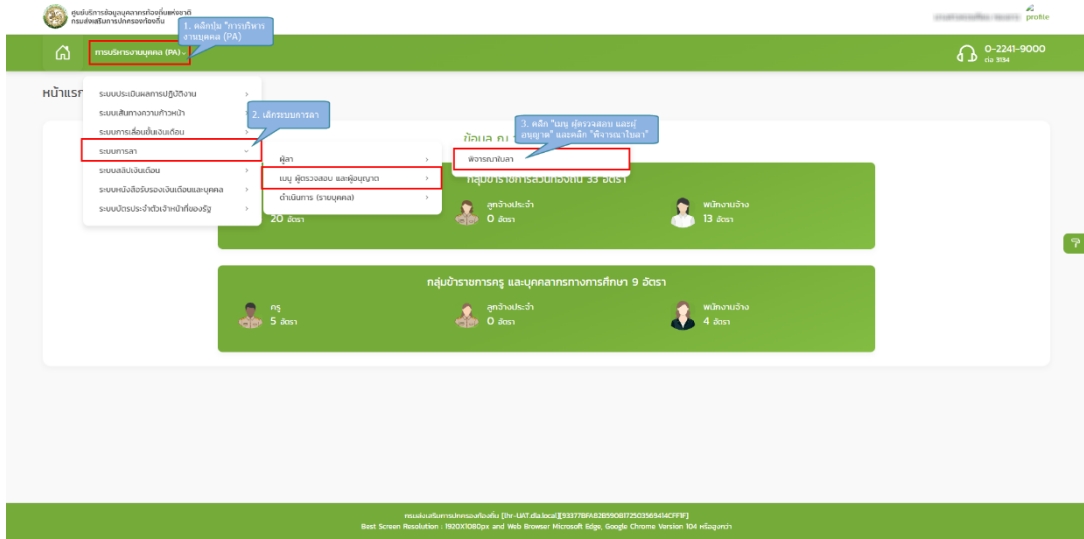 ศูนย์บริการข้อมูลบุคลากรท้องถิ่นแห่งชาติ
กรมส่งเสริมการปกครองท้องถิ่น
profile
1. คลิกปุ่ม "การบริหาร
งานบุคคล (PA)
การบริหารงานบุคคล (PA)
0-2241-9000
ต่อ 3134
หน้าแรก
ระบบประเมินผลการปฏิบัติงาน
ระบบเส้นทางความก้าวหน้า
ระบบการเลื่อนขั้นเงินเดือน
ระบบการลา
ระบบสลิปเงินเดือน
ระบบหนังสือรับรองเงินเดือนและบุคคล
ระบบบัตรประจำตัวเจ้าหน้าที่ของรัฐ
2. เลิกระบบการลา
3. คลิก "เมนู ผู้ตรวจสอบ และผู้
อนุญาต" และคลิก "พิจารณาใบลา"
ข้อมูล ณ
ผู้ลา
เมนู ผู้ตรวจสอบ และผู้อนุญาต
ดำเนินการ (รายบุคคล)
พิจารณาใบลา
กลุ่มข้าราชการส่วนท้องถิ่น 33 อัตรา
20 อัตรา
ลูกจ้างประจำ
0 อัตรา
พนักงานจ้าง
13 อัตรา
กลุ่มข้าราชการครู และบุคลากรทางการศึกษา 9 อัตรา
ครู
5 อัตรา
ลูกจ้างประจำ
0 อัตรา
พนักงานจ้าง
4 อัตรา
กรมส่งเสริมการปกครองท้องถิ่น
Best Screen Resolution : 1920X1080px and Web Browser Microsoft Edge, Google Chrome Version 104 หรือสูงกว่า